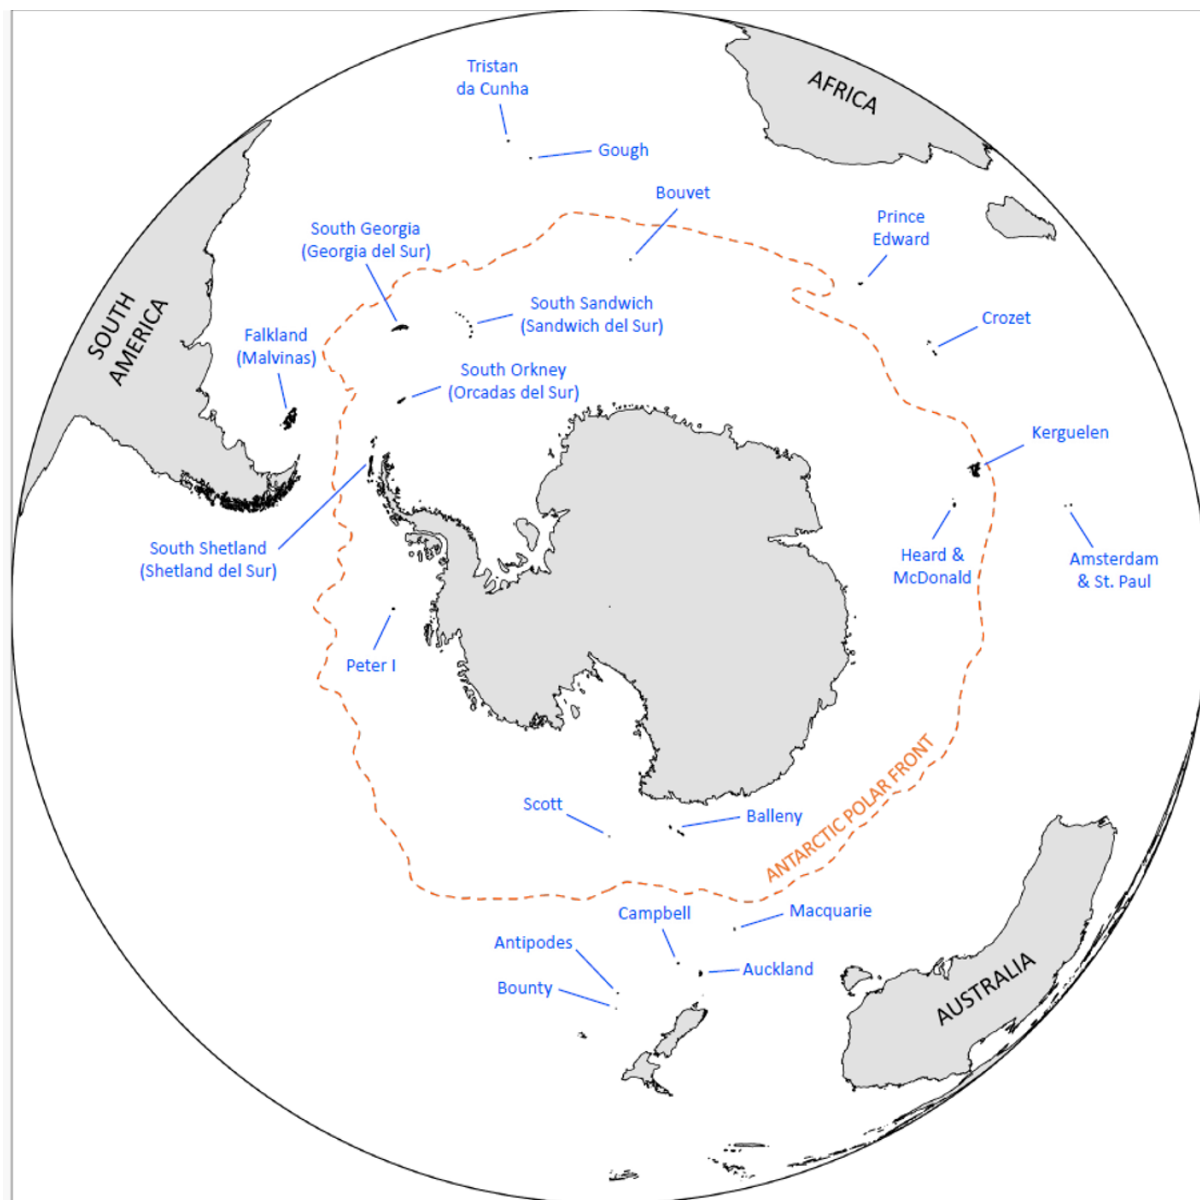 Tristan
da Cunha
AFRICA
Gough
Bouvet
Prince
Edward
South Georgia
(Georgia del Sur)
South Sandwich
(Sandwich del Sur)
Crozet
SOUTH
AMERICA
Falkland
(Malvinas)
South Orkney
(Orcadas del Sur)
Kerguelen
South Shetland
(Shetland del Sur)
Heard &
McDonald
Amsterdam
& St. Paul
Peter I
Scott
Balleny
ANTARCTIC POLAR FRONT
Campbell
Macquarie
Antipodes
Auckland
Bounty
AUSTRALIA